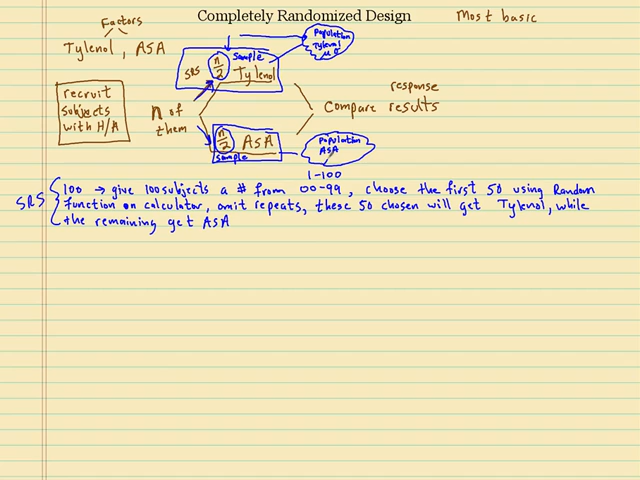 Completely Randomized Design
Most basic
Factors
Tylenol, ASA
Population
Tylenol
μ
SRS n/2 Sample
Tylenol
recruit
subjects
with H/A
n of
them
response
Compare results
n/2 ASA
Sample
Population
ASA
1-100
SRS
100 → give 100 subjects a # from 00-99, choose the first 50 using Random
function on calculator, omit repeats, these 50 chosen will get Tylenol, while
the remaining get ASA